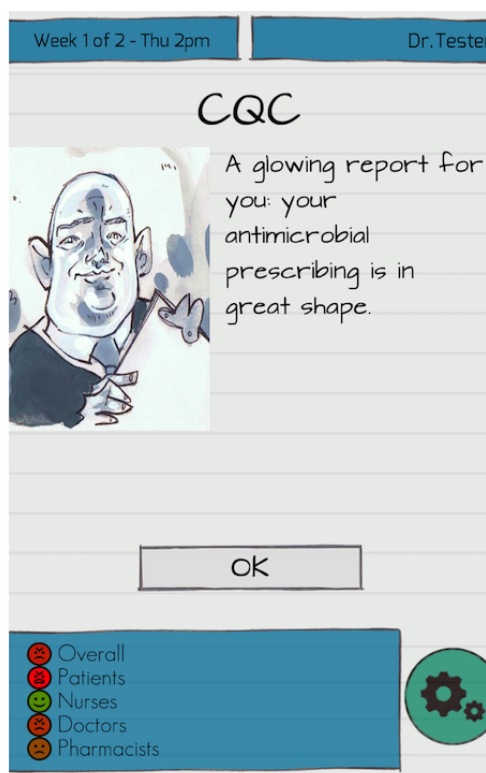 Week 1 of 2 - Thu 2pm
Dr.Tester
CQC
A glowing report for
you: your
antimicrobial
prescribing is in
great shape.
OK
Overall
Patients
Nurses
Doctors
Pharmacists